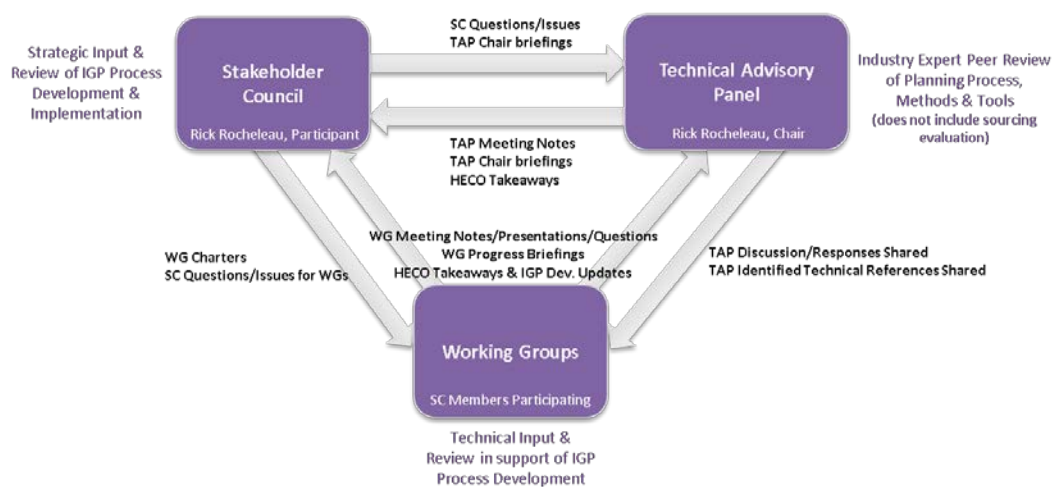 SC Questions/Issues
TAP Chair briefings
Strategic Input &
Review of IGP Process
Development &
Implementation
Stakeholder
Council
Rick Rocheleau, Participant
Technical Advisory
Panel
Rick Rocheleau, Chair
Industry Expert Peer Review
of Planning Process,
Methods & Tools
(does not include sourcing
evaluation)
TAP Meeting Notes
TAP Chair briefings
HECO Takeaways
WG Charters
SC Questions/Issues for WGs
WG Meeting Notes/Presentations/Questions
WG Progress Briefings
HECO Takeaways & IGP Dev. Updates
TAP Discussion/Responses Shared
TAP Identified Technical References Shared
Working Groups
SC Members Participating
Technical Input &
Review in support of IGP
Process Development